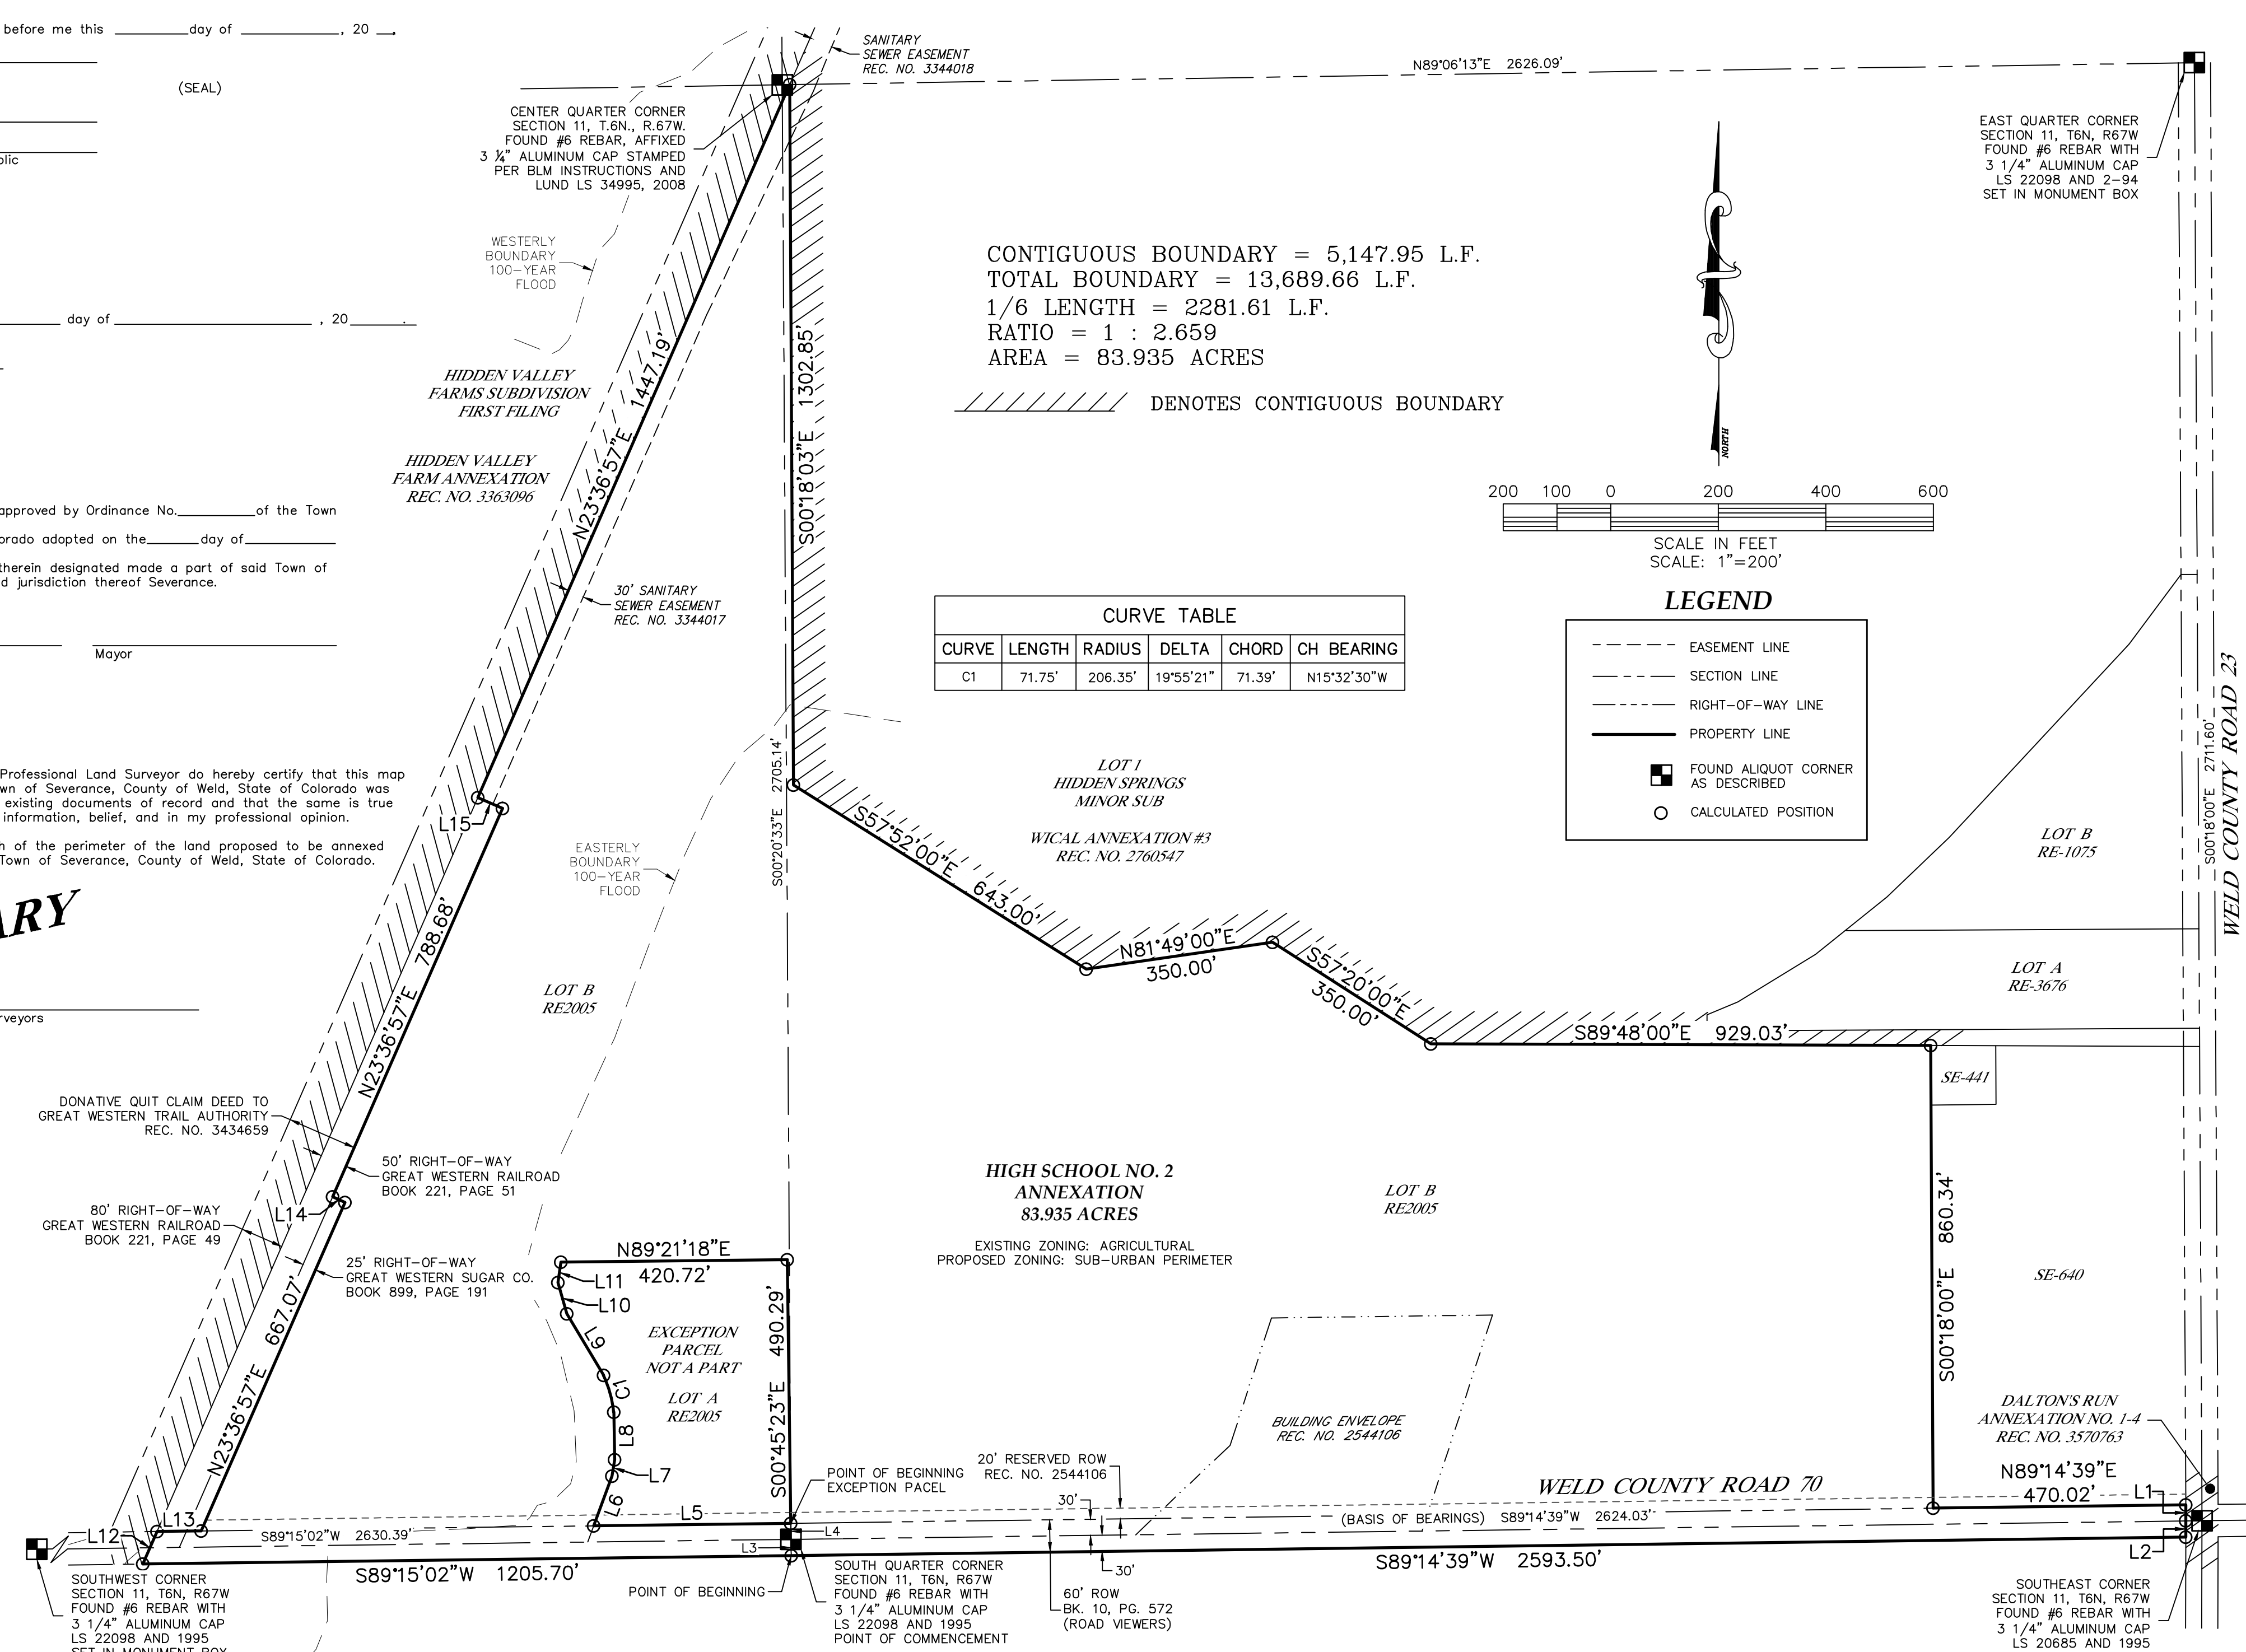 before me this ________day of __________, 20 __.
(SEAL)
day of ____________________, 20______.
approved by Ordinance No._________of the Town
adopted on the______day of__________
therein designated made a part of said Town of
jurisdiction thereof Severance.
Mayor
Professional Land Surveyor do hereby certify that this map
Town of Severance, County of Weld, State of Colorado was
existing documents of record and that the same is true
information, belief, and in my professional opinion.
of the perimeter of the land proposed to be annexed
Town of Severance, County of Weld, State of Colorado.
ARY
SANITARY
SEWER EASEMENT
REC. NO. 3344018
N89°06'13"E 2626.09'
CENTER QUARTER CORNER
SECTION 11, T.6N., R.67W.
FOUND #6 REBAR, AFFIXED
3 ¼" ALUMINUM CAP STAMPED
PER BLM INSTRUCTIONS AND
LUND LS 34995, 2008
EAST QUARTER CORNER
SECTION 11, T6N, R67W
FOUND #6 REBAR WITH
3 1/4" ALUMINUM CAP
LS 22098 AND 2-94
SET IN MONUMENT BOX
WESTERLY
BOUNDARY
100-YEAR
FLOOD
CONTIGUOUS BOUNDARY = 5,147.95 L.F.
TOTAL BOUNDARY = 13,689.66 L.F.
1/6 LENGTH = 2281.61 L.F.
RATIO = 1 : 2.659
AREA = 83.935 ACRES
DENOTES CONTIGUOUS BOUNDARY
NORTH
HIDDEN VALLEY
FARMS SUBDIVISION
FIRST FILING
HIDDEN VALLEY
FARM ANNEXATION
REC. NO. 3363096
N23°36'57"E 1447.19'
S00°18'03"E 1302.85'
200 100 0 200 400 600
SCALE IN FEET
SCALE: 1"=200'
30' SANITARY
SEWER EASEMENT
REC. NO. 3344017
CURVE TABLE
CURVE LENGTH RADIUS DELTA CHORD CH BEARING
C1 71.75' 206.35' 19°55'21" 71.39' N15°32'30"W
LEGEND
EASEMENT LINE
SECTION LINE
RIGHT-OF-WAY LINE
PROPERTY LINE
FOUND ALIQUOT CORNER
AS DESCRIBED
CALCULATED POSITION
WELD COUNTY ROAD 23
S00°18'00"E 2711.60'
S00°20'33"E 2705.14'
L15
LOT 1
HIDDEN SPRINGS
MINOR SUB
WICAL ANNEXATION #3
REC. NO. 2760547
LOT B
RE-1075
EASTERLY
BOUNDARY
100-YEAR
FLOOD
S57°52'00"E 643.00'
N81°49'00"E
350.00'
S57°20'00"E
350.00'
S89°48'00"E 929.03'
LOT A
RE-3676
SE-441
N23°36'57"E 788.68'
LOT B
RE2005
DONATIVE QUIT CLAIM DEED TO
GREAT WESTERN TRAIL AUTHORITY
REC. NO. 3434659
50' RIGHT-OF-WAY
GREAT WESTERN RAILROAD
BOOK 221, PAGE 51
80' RIGHT-OF-WAY
GREAT WESTERN RAILROAD
BOOK 221, PAGE 49
L14
25' RIGHT-OF-WAY
GREAT WESTERN SUGAR CO.
BOOK 899, PAGE 191
HIGH SCHOOL NO. 2
ANNEXATION
83.935 ACRES
EXISTING ZONING: AGRICULTURAL
PROPOSED ZONING: SUB-URBAN PERIMETER
LOT B
RE2005
S00°18'00"E 860.34'
SE-640
N89°21'18"E
420.72'
L11
L10
L9
C1
L8
L7
L6
L5
EXCEPTION
PARCEL
NOT A PART
LOT A
RE2005
S00°45'23"E 490.29'
N23°36'57"E 667.07'
BUILDING ENVELOPE
REC. NO. 2544106
DALTON'S RUN
ANNEXATION NO. 1-4
REC. NO. 3570763
POINT OF BEGINNING
EXCEPTION PACEL
20' RESERVED ROW
REC. NO. 2544106
30'
WELD COUNTY ROAD 70
N89°14'39"E
470.02'
L1
L13
L12
S89°15'02"W 2630.39'
L4
L3
(BASIS OF BEARINGS) S89°14'39"W 2624.03'
L2
S89°15'02"W 1205.70'
S89°14'39"W 2593.50'
30'
POINT OF BEGINNING
SOUTHWEST CORNER
SECTION 11, T6N, R67W
FOUND #6 REBAR WITH
3 1/4" ALUMINUM CAP
LS 22098 AND 1995
SET IN MONUMENT BOX
SOUTH QUARTER CORNER
SECTION 11, T6N, R67W
FOUND #6 REBAR WITH
3 1/4" ALUMINUM CAP
LS 22098 AND 1995
POINT OF COMMENCEMENT
60' ROW
BK. 10, PG. 572
(ROAD VIEWERS)
SOUTHEAST CORNER
SECTION 11, T6N, R67W
FOUND #6 REBAR WITH
3 1/4" ALUMINUM CAP
LS 20685 AND 1995